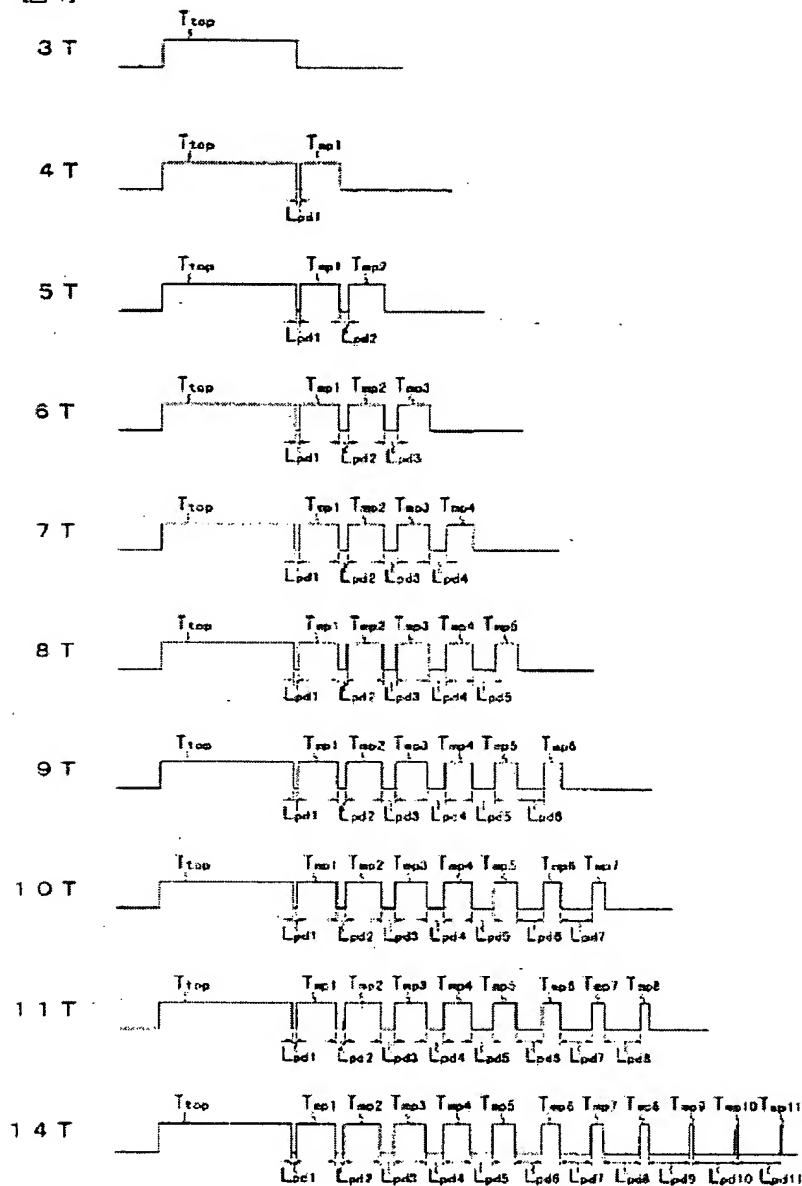 3 T
Ttop
4 T
Ttop Tmp1
Lpd1
5 T
Ttop Tmp1 Tmp2
Lpd1 Lpd2
6 T
Ttop Tmp1 Tmp2 Tmp3
Lpd1 Lpd2 Lpd3
7 T
Ttop Tmp1 Tmp2 Tmp3 Tmp4
Lpd1 Lpd2 Lpd3 Lpd4
8 T
Ttop Tmp1 Tmp2 Tmp3 Tmp4 Tmp5
Lpd1 Lpd2 Lpd3 Lpd4 Lpd5
9 T
Ttop Tmp1 Tmp2 Tmp3 Tmp4 Tmp5 Tmp6
Lpd1 Lpd2 Lpd3 Lpd4 Lpd5 Lpd6
10 T
Ttop Tmp1 Tmp2 Tmp3 Tmp4 Tmp5 Tmp6 Tmp7
Lpd1 Lpd2 Lpd3 Lpd4 Lpd5 Lpd6 Lpd7
11 T
Ttop Tmp1 Tmp2 Tmp3 Tmp4 Tmp5 Tmp6 Tmp7 Tmp8
Lpd1 Lpd2 Lpd3 Lpd4 Lpd5 Lpd6 Lpd7 Lpd8
14 T
Ttop Tmp1 Tmp2 Tmp3 Tmp4 Tmp5 Tmp6 Tmp7 Tmp8 Tmp9 Tmp10 Tmp11
Lpd1 Lpd2 Lpd3 Lpd4 Lpd5 Lpd6 Lpd7 Lpd8 Lpd9 Lpd10 Lpd11